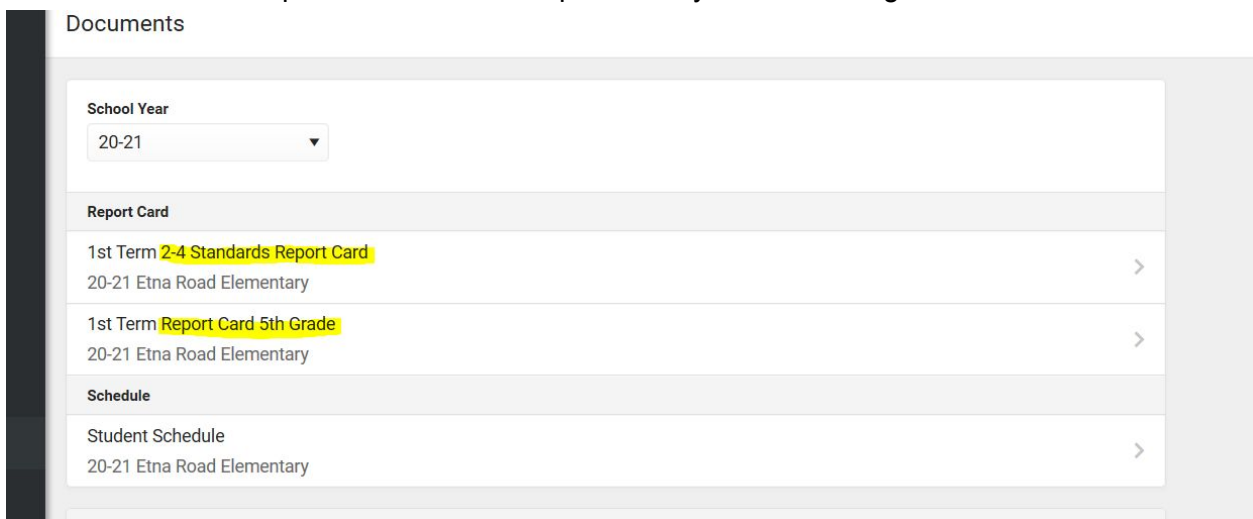 Documents
School Year
20-21
Report Card
1st Term 2-4 Standards Report Card
20-21 Etna Road Elementary
1st Term Report Card 5th Grade
20-21 Etna Road Elementary
Schedule
Student Schedule
20-21 Etna Road Elementary